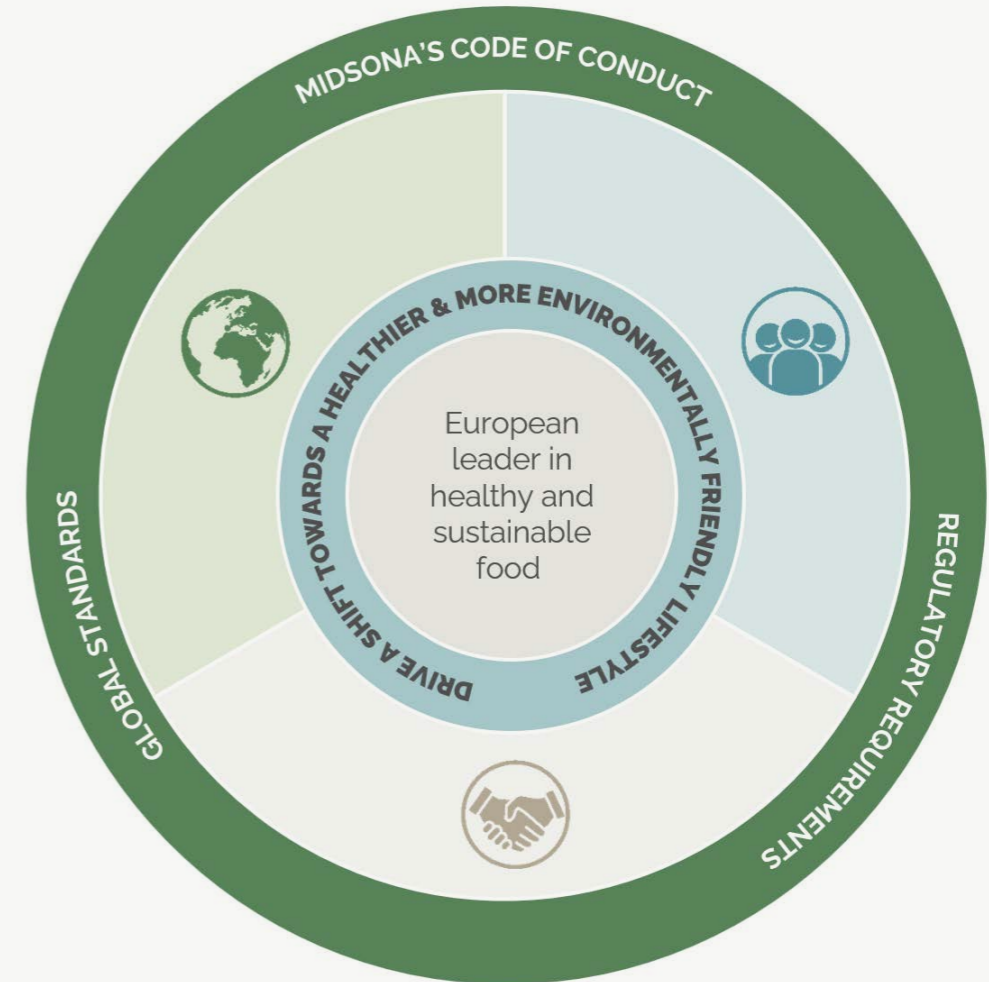 MIDSONA'S CODE OF CONDUCT
DRIVE A SHIFT TOWARDS A HEALTHIER & MORE ENVIRONMENTALLY FRIENDLY LIFESTYLE
European
leader in
healthy and
sustainable
food
GLOBAL STANDARDS
REGULATORY REQUIREMENTS